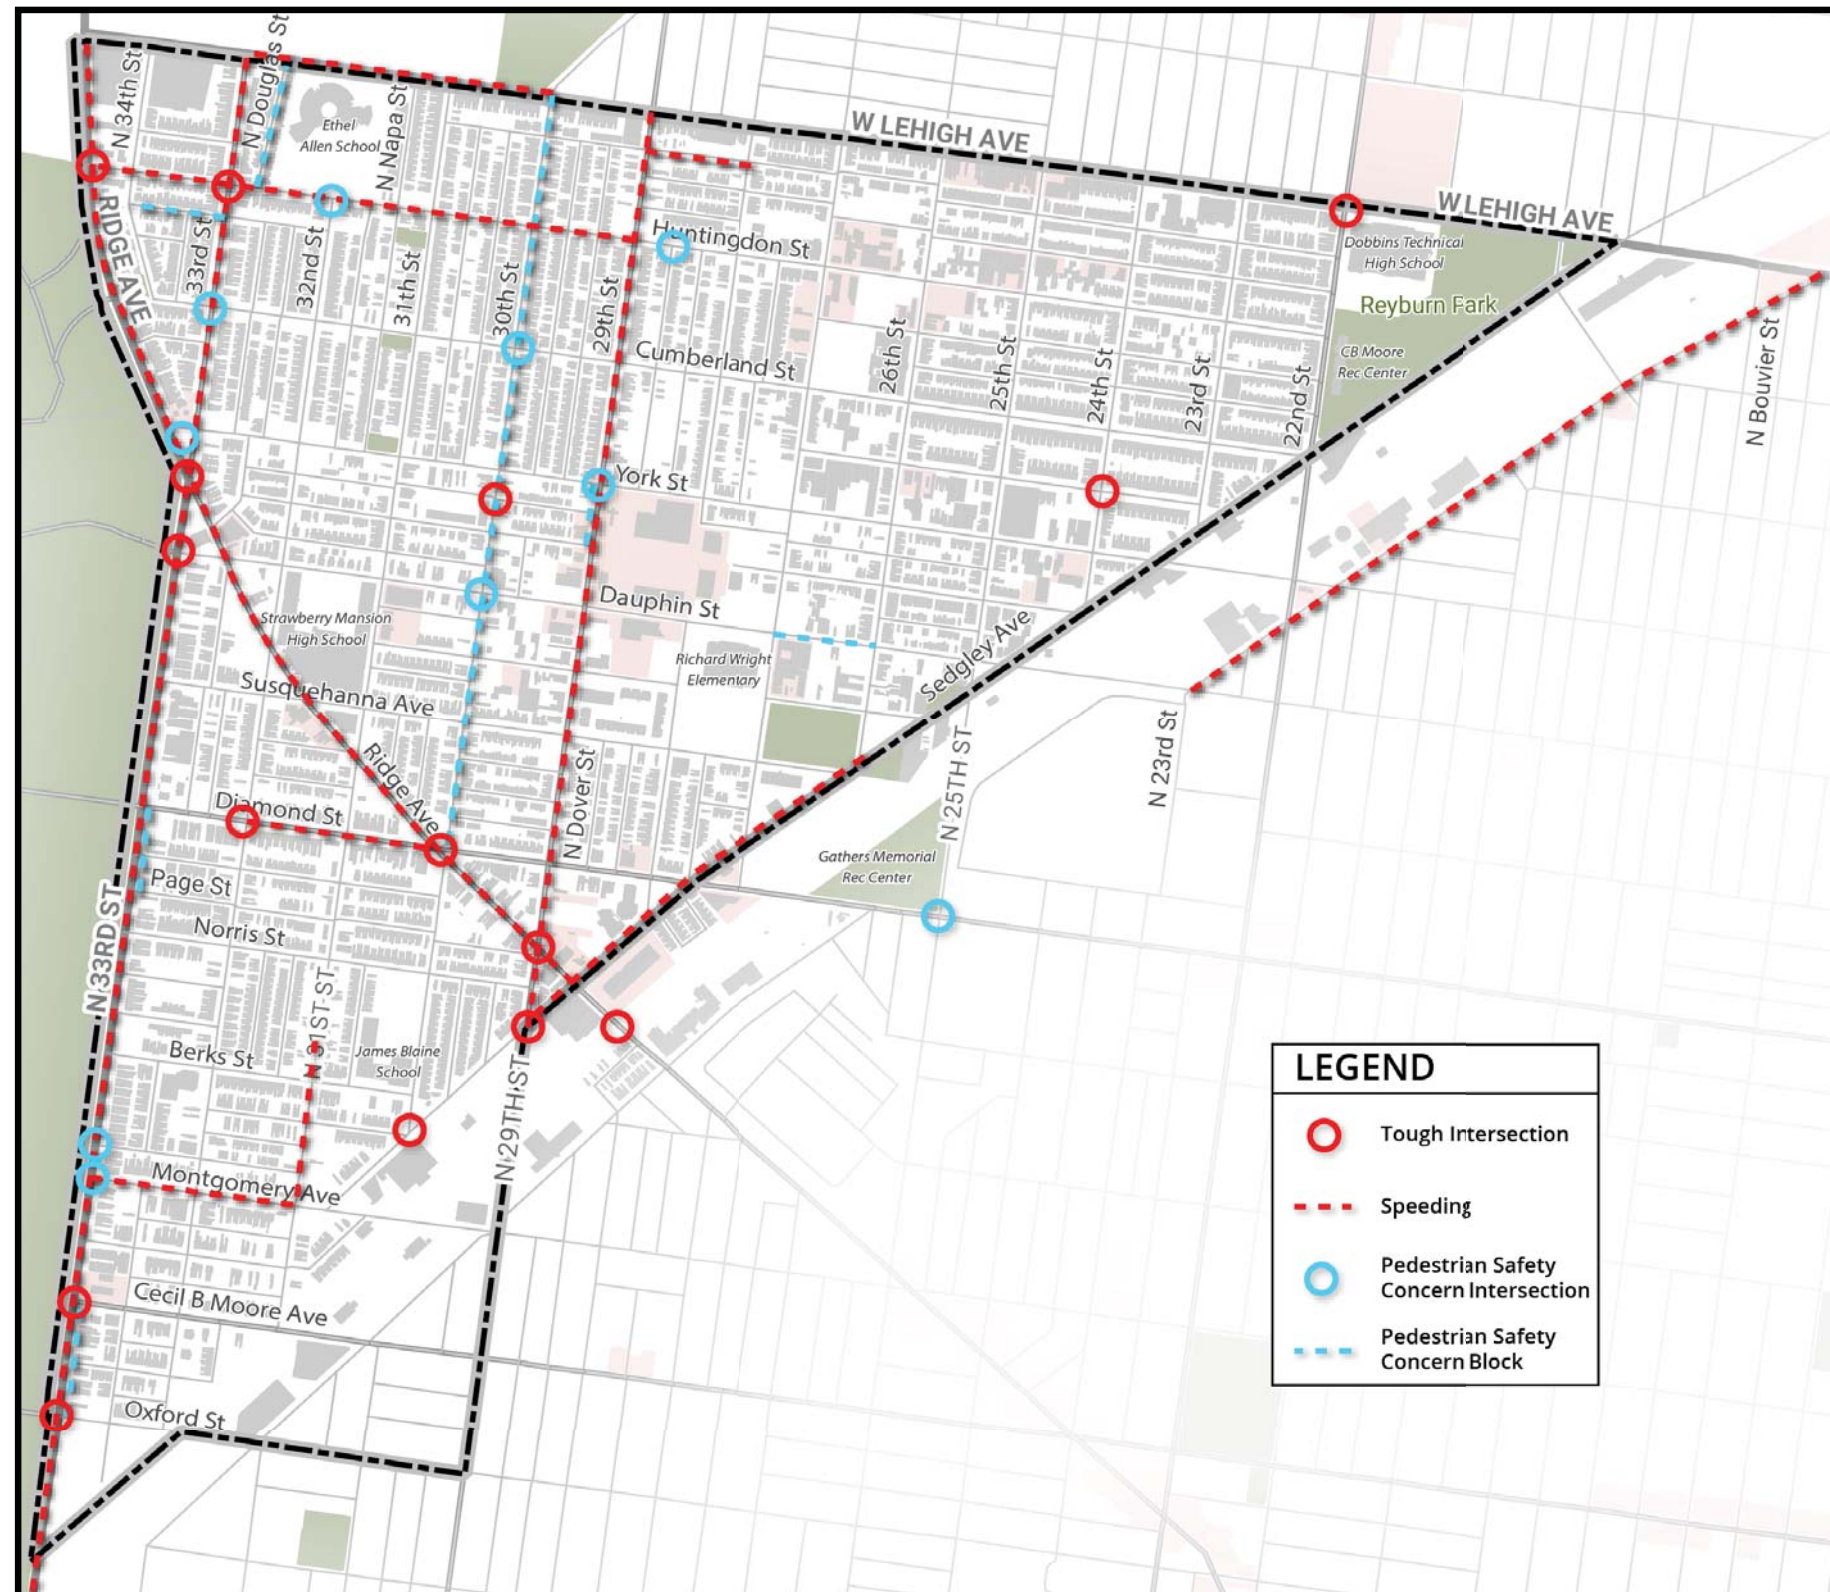 N 34th St
N Douglas St
Ethel
Allen School
N Napa St
W LEHIGH AVE
W LEHIGH AVE
RIDGE AVE
33rd St
32nd St
31th St
30th St
29th St
Huntingdon St
Dobbins Technical
High School
Reyburn Park
Cumberland St
26th St
25th St
24th St
23rd St
22nd St
CB Moore
Rec Center
N Bouvier St
York St
Dauphin St
Strawberry Mansion
High School
Richard Wright
Elementary
Sedgley Ave
Susquehanna Ave
Ridge Ave
N Dover St
N 25TH ST
N 23rd St
Diamond St
Gathers Memorial
Rec Center
Page St
Norris St
N 33RD ST
N 31ST ST
Berks St
James Blaine
School
N 29TH ST
Montgomery Ave
Cecil B Moore Ave
Oxford St
LEGEND
Tough Intersection
Speeding
Pedestrian Safety
Concern Intersection
Pedestrian Safety
Concern Block